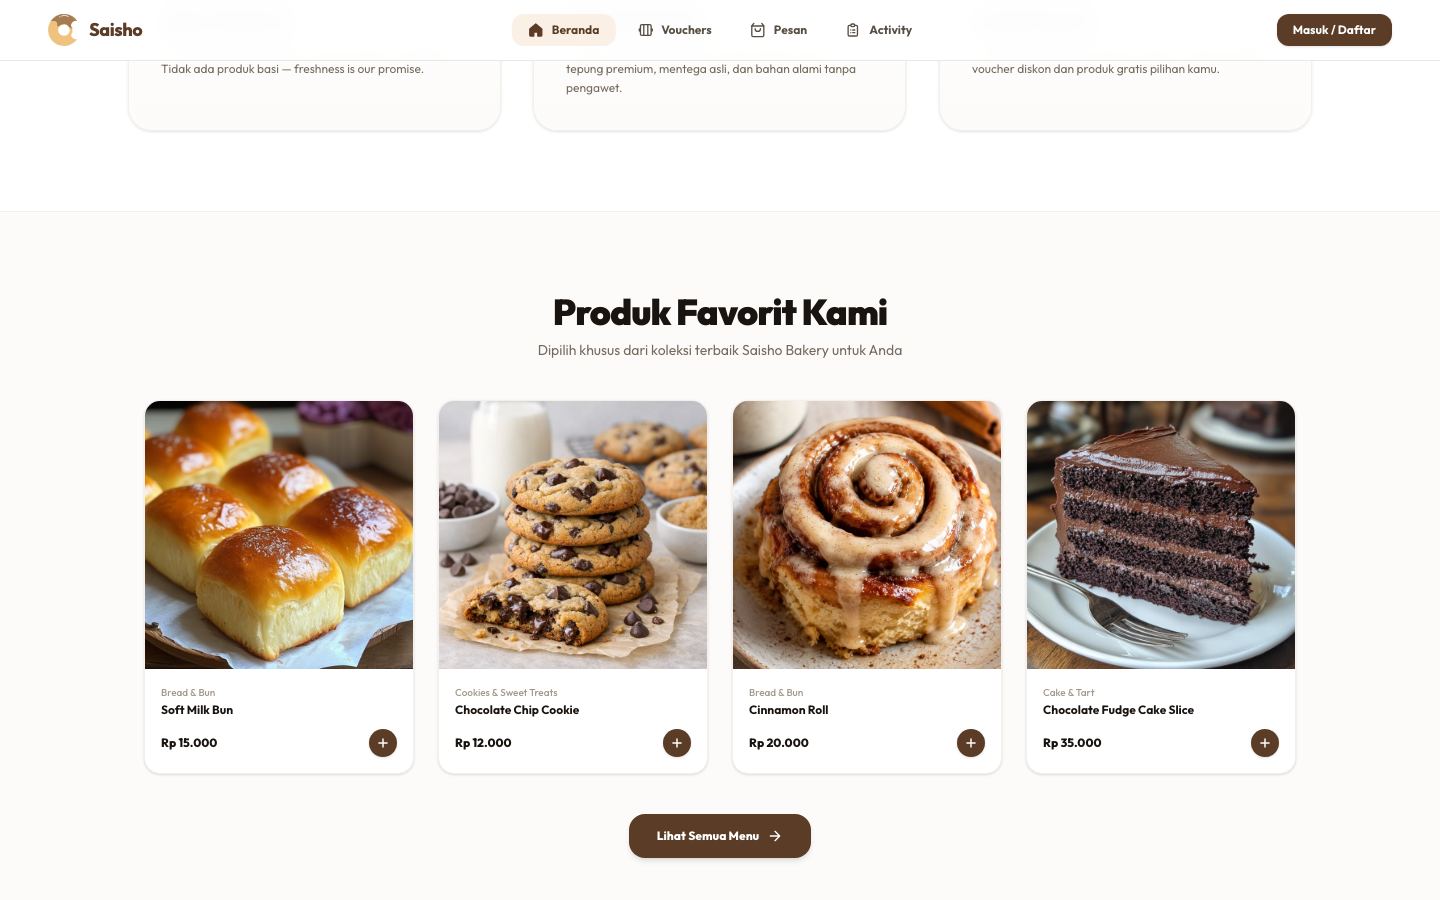 Saisho
Beranda
Vouchers
Pesan
Activity
Masuk / Daftar
Tidak ada produk basi — freshness is our promise.
tepung premium, mentega asli, dan bahan alami tanpa
pengawet.
voucher diskon dan produk gratis pilihan kamu.
Produk Favorit Kami
Dipilih khusus dari koleksi terbaik Saisho Bakery untuk Anda
Bread & Bun
Soft Milk Bun
Rp 15.000
Cookies & Sweet Treats
Chocolate Chip Cookie
Rp 12.000
Bread & Bun
Cinnamon Roll
Rp 20.000
Cake & Tart
Chocolate Fudge Cake Slice
Rp 35.000
Lihat Semua Menu